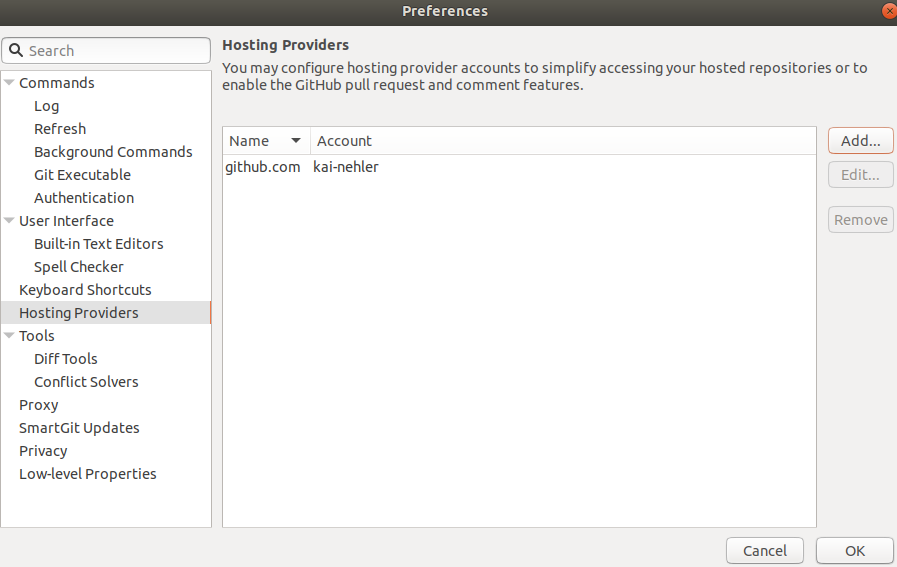 Preferences
Search
Commands
Log
Refresh
Background Commands
Git Executable
Authentication
User Interface
Built-in Text Editors
Spell Checker
Keyboard Shortcuts
Hosting Providers
Tools
Diff Tools
Conflict Solvers
Proxy
SmartGit Updates
Privacy
Low-level Properties
Hosting Providers
You may configure hosting provider accounts to simplify accessing your hosted repositories or to
enable the GitHub pull request and comment features.
Name Account
github.com kai-nehler
Add...
Edit...
Remove
Cancel OK